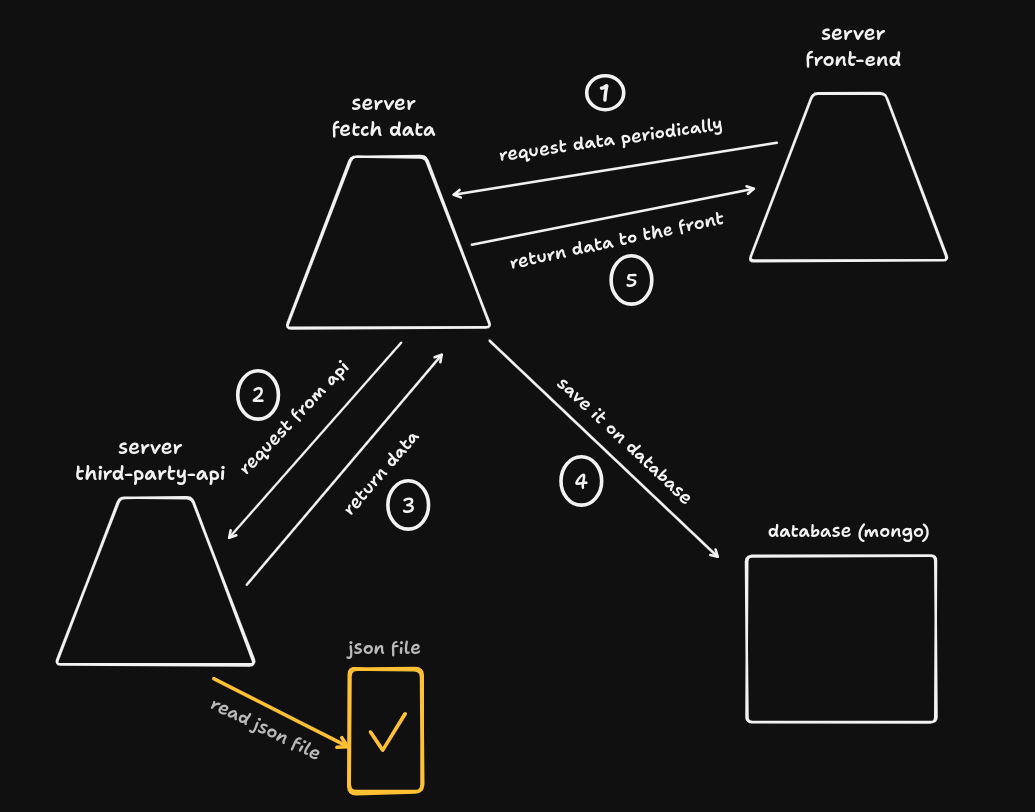 server
front-end
1
request data periodically
server
fetch data
return data to the front
5
2
request from api
server
third-party-api
return data
3
save it on database
4
database (mongo)
json file
read json file